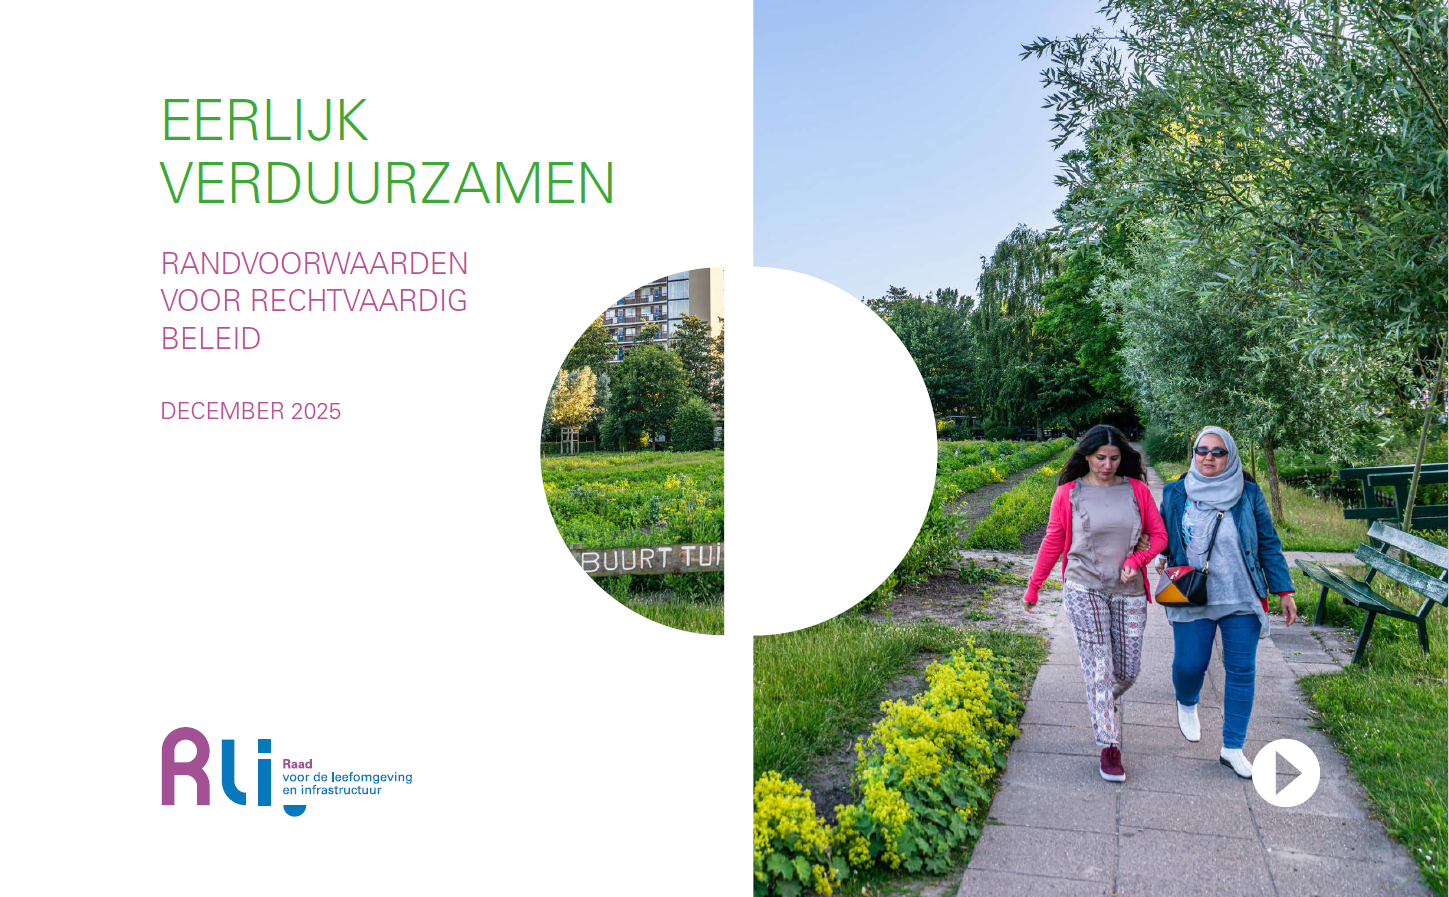 EERLIJK
VERDUURZAMEN
RANDVOORWAARDEN
VOOR RECHTVAARDIG
BELEID
DECEMBER 2025
BUURT TUI
Rli
Raad
voor de leefomgeving
en infrastructuur